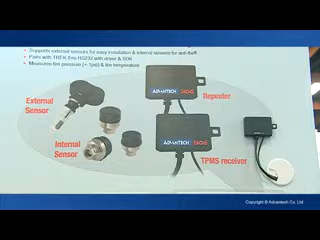 • Supports external sensors for easy installation & internal sensors for anti-theft
• Pairs with TREK thru RS232 with driver & SDK
• Measures tire pressure (+-1psi) & tire temperature
External
Sensor
ADVANTECH
Repeater
Internal
Sensor
ADVANTECH
TPMS receiver
Copyright © Advantech Co. Ltd